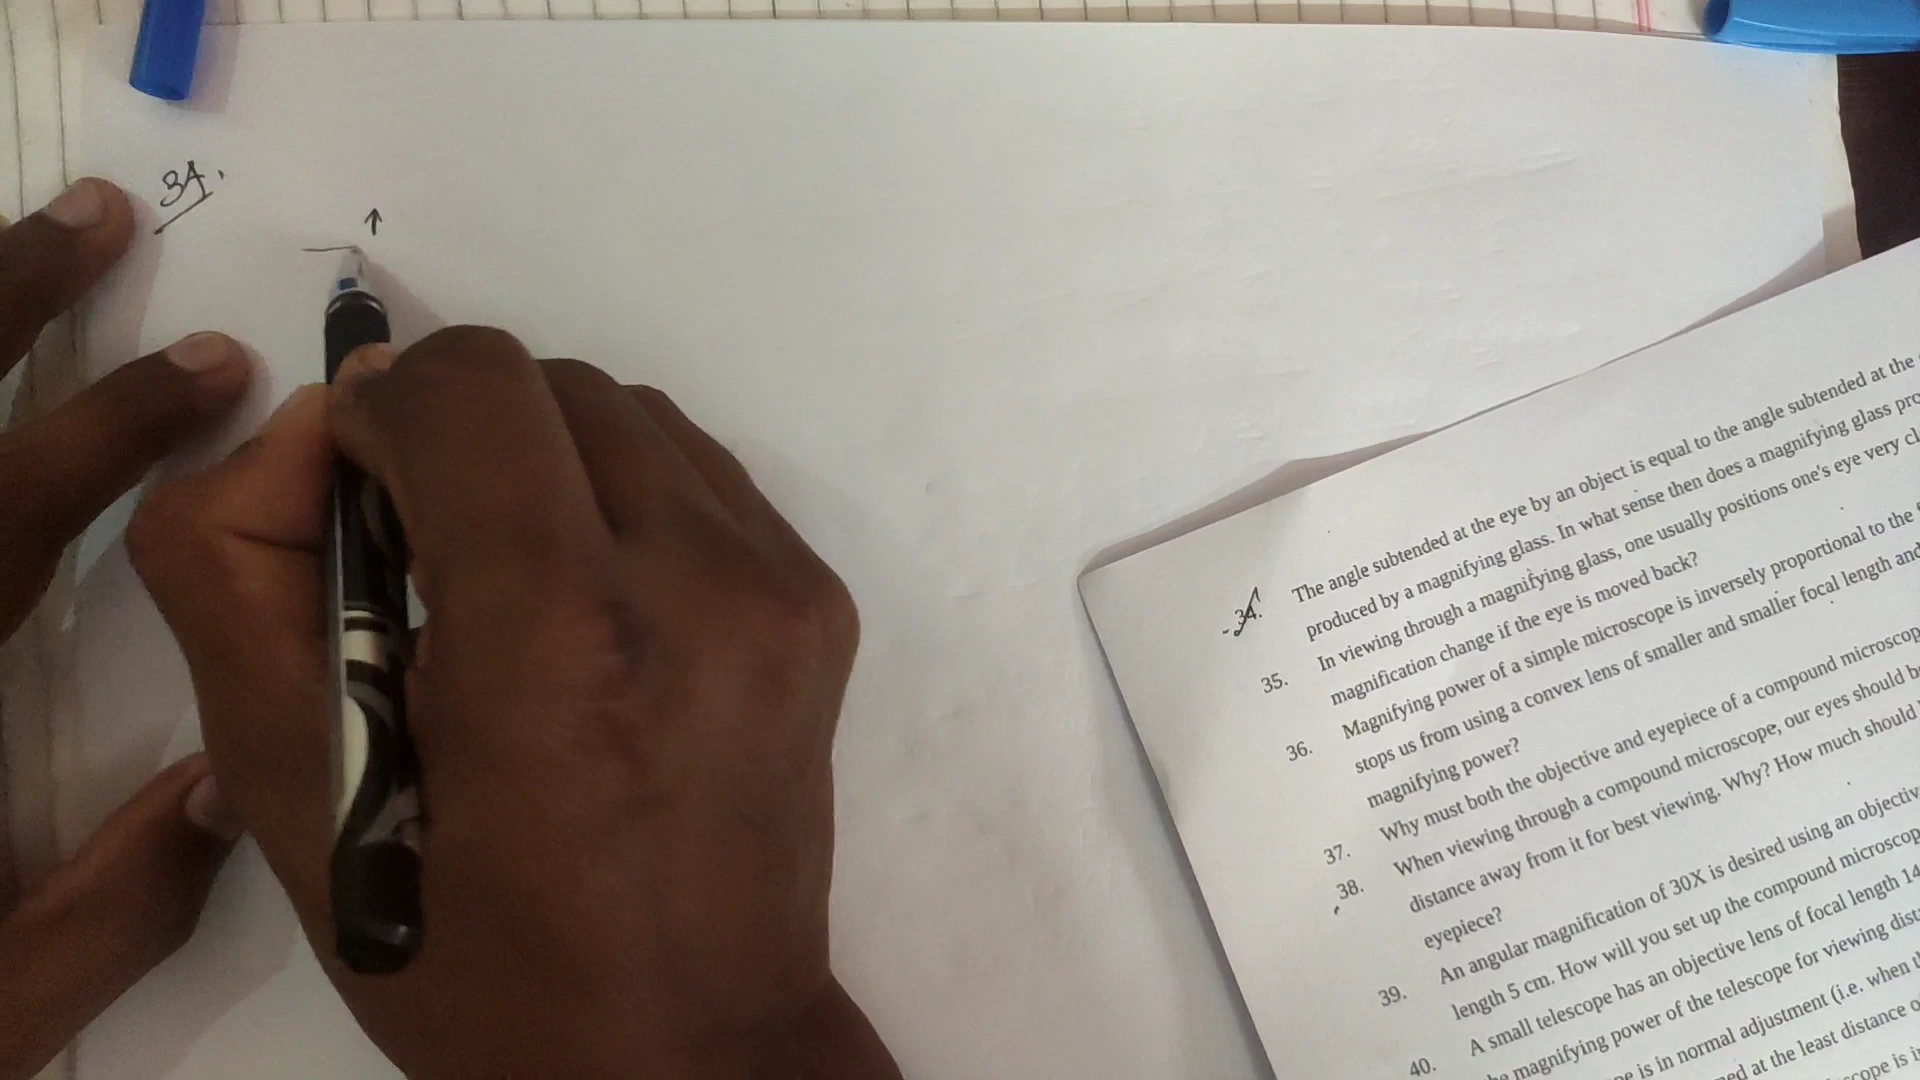 34.
34. The angle subtended at the eye by an object is equal to the angle subtended at the
produced by a magnifying glass. In what sense then does a magnifying glass
35. In viewing through a magnifying glass, one usually positions one's eye very
magnification change if the eye is moved back?
36. Magnifying power of a simple microscope is inversely proportional to the
stops us from using a convex lens of smaller and smaller focal length and
magnifying power?
37. Why must both the objective and eyepiece of a compound microscop
38. When viewing through a compound microscope, our eyes should
distance away from it for best viewing. Why? How much should
eyepiece?
39. An angular magnification of 30X is desired using an objectiv
length 5 cm. How will you set up the compound microscop
40. A small telescope has an objective lens of focal length 14
magnifying power of the telescope for viewing dist
is in normal adjustment (i.e. when
at the least distance o